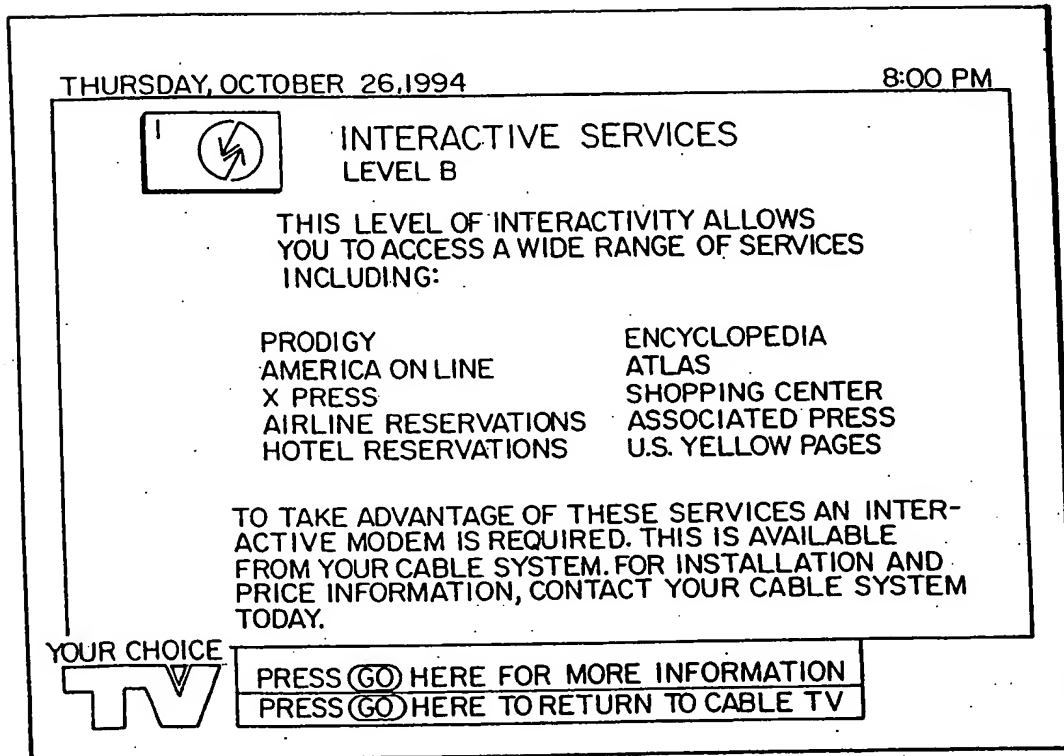 THURSDAY, OCTOBER 26,1994 8:00 PM
1
INTERACTIVE SERVICES
LEVEL B
THIS LEVEL OF INTERACTIVITY ALLOWS
YOU TO ACCESS A WIDE RANGE OF SERVICES
INCLUDING:
PRODIGY ENCYCLOPEDIA
AMERICA ON LINE ATLAS
X PRESS SHOPPING CENTER
AIRLINE RESERVATIONS ASSOCIATED PRESS
HOTEL RESERVATIONS U.S. YELLOW PAGES
TO TAKE ADVANTAGE OF THESE SERVICES AN INTER-
ACTIVE MODEM IS REQUIRED. THIS IS AVAILABLE
FROM YOUR CABLE SYSTEM. FOR INSTALLATION AND
PRICE INFORMATION, CONTACT YOUR CABLE SYSTEM
TODAY.
YOUR CHOICE
TV
PRESS GO HERE FOR MORE INFORMATION
PRESS GO HERE TO RETURN TO CABLE TV